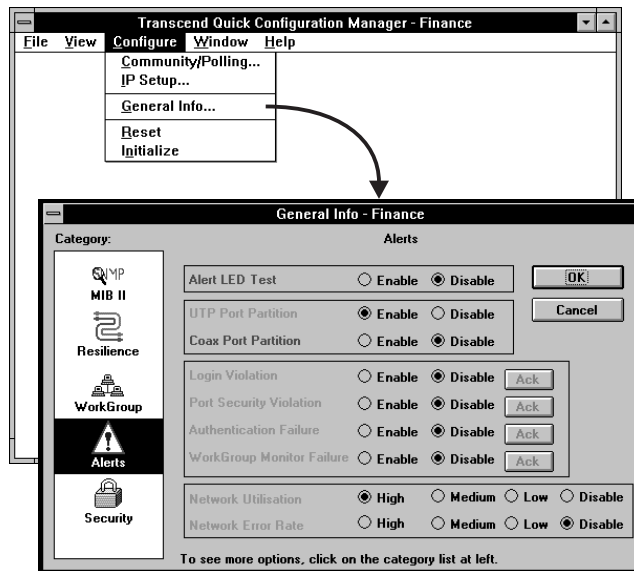 Transcend Quick Configuration Manager - Finance
File View Configure Window Help
Community/Polling...
IP Setup...
General Info...
Reset
Initialize
General Info - Finance
Category: Alerts
SNMP
MIB II
Resilience
WorkGroup
Alerts
Security
Alert LED Test Enable Disable OK
UTP Port Partition Enable Disable Cancel
Coax Port Partition Enable Disable
Login Violation Enable Disable Ack
Port Security Violation Enable Disable Ack
Authentication Failure Enable Disable Ack
WorkGroup Monitor Failure Enable Disable Ack
Network Utilisation High Medium Low Disable
Network Error Rate High Medium Low Disable
To see more options, click on the category list at left.